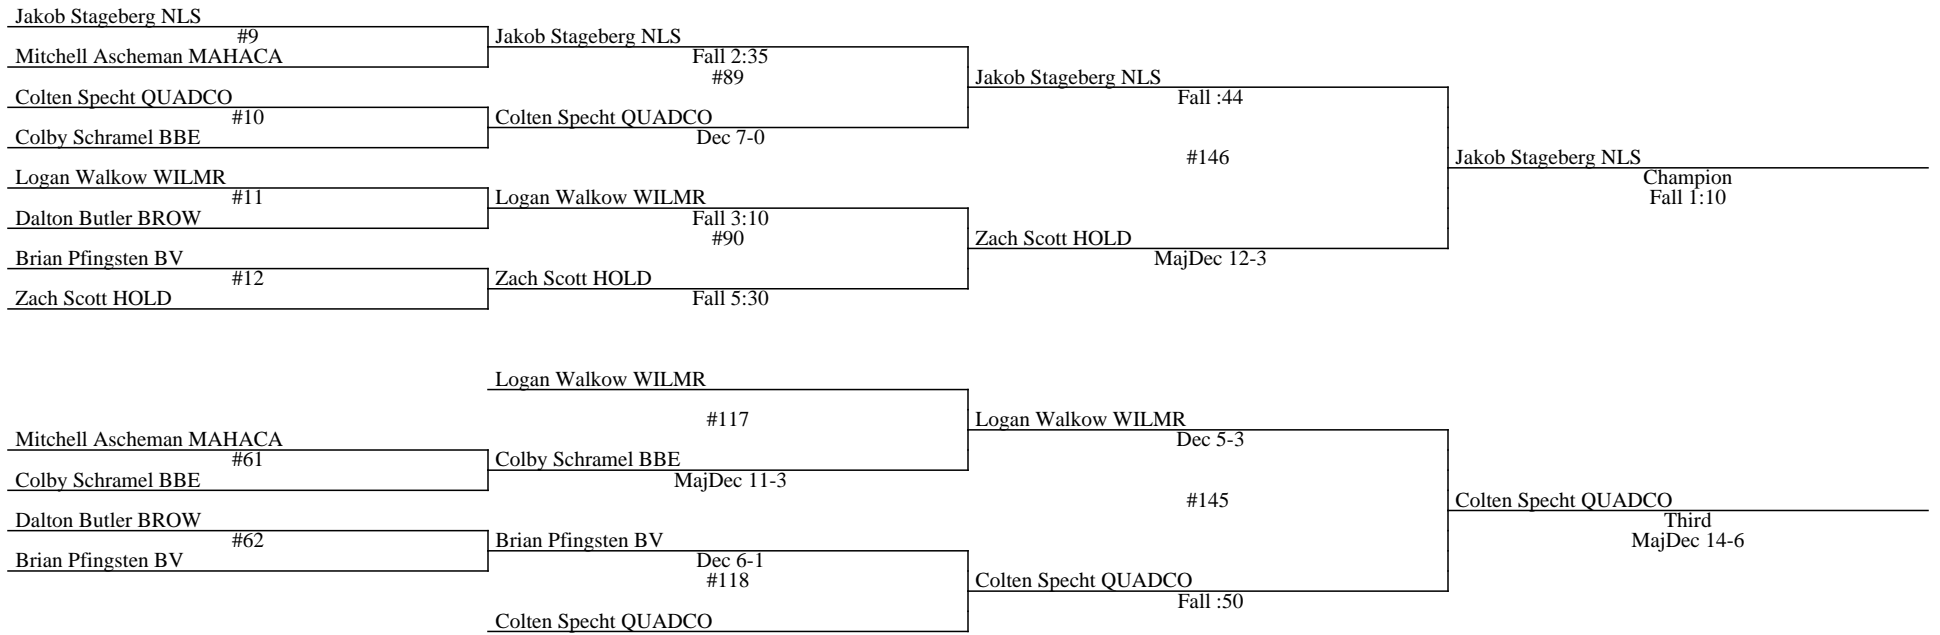 Jakob Stageberg NLS
#9
Mitchell Ascheman MAHACA
Colten Specht QUADCO
#10
Colby Schramel BBE
Logan Walkow WILMR
#11
Dalton Butler BROW
Brian Pfingsten BV
#12
Zach Scott HOLD
Jakob Stageberg NLS
Fall 2:35
#89
Colten Specht QUADCO
Dec 7-0
Logan Walkow WILMR
Fall 3:10
#90
Zach Scott HOLD
Fall 5:30
Jakob Stageberg NLS
Fall :44
#146
Zach Scott HOLD
MajDec 12-3
Jakob Stageberg NLS
Champion
Fall 1:10
Mitchell Ascheman MAHACA
#61
Colby Schramel BBE
Dalton Butler BROW
#62
Brian Pfingsten BV
Logan Walkow WILMR
#117
Colby Schramel BBE
MajDec 11-3
Brian Pfingsten BV
Dec 6-1
#118
Colten Specht QUADCO
Logan Walkow WILMR
Dec 5-3
#145
Colten Specht QUADCO
Fall :50
Colten Specht QUADCO
Third
MajDec 14-6